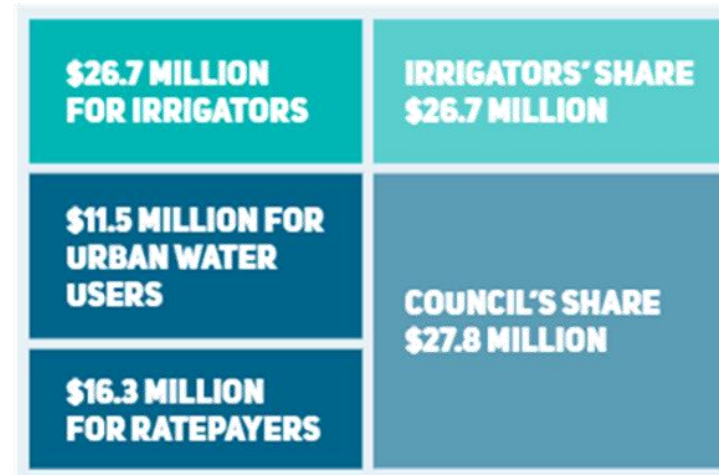 $26.7 MILLION
FOR IRRIGATORS
IRRIGATORS' SHARE
$26.7 MILLION
$11.5 MILLION FOR
URBAN WATER
USERS
COUNCIL'S SHARE
$27.8 MILLION
$16.3 MILLION
FOR RATEPAYERS